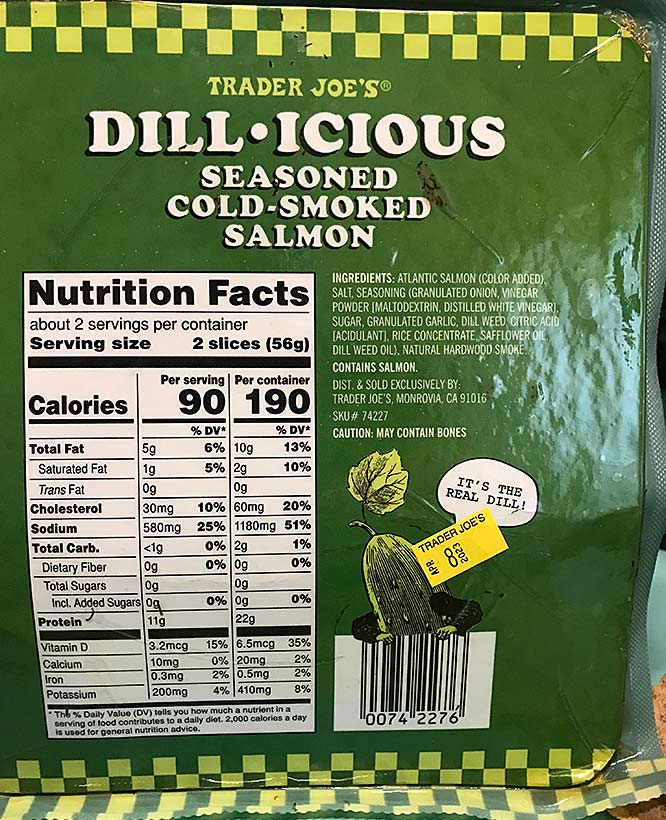 TRADER JOE'S®
DILL•ICIOUS
SEASONED
COLD-SMOKED
SALMON
Nutrition Facts
about 2 servings per container
Serving size 2 slices (56g)
Per serving Per container
Calories 90 190
% DV* % DV*
Total Fat 5g 6% 10g 13%
Saturated Fat 1g 5% 2g 10%
Trans Fat 0g 0g
Cholesterol 30mg 10% 60mg 20%
Sodium 580mg 25% 1180mg 51%
Total Carb. <1g 0% 2g 1%
Dietary Fiber 0g 0% 0g 0%
Total Sugars 0g 0g
Incl. Added Sugars 0g 0% 0g 0%
Protein 11g 22g
Vitamin D 3.2mcg 15% 6.5mcg 35%
Calcium 10mg 0% 20mg 2%
Iron 0.3mg 2% 0.5mg 2%
Potassium 200mg 4% 410mg 8%
* The % Daily Value (DV) tells you how much a nutrient in a
serving of food contributes to a daily diet. 2,000 calories a day
is used for general nutrition advice.
INGREDIENTS: ATLANTIC SALMON (COLOR ADDED),
SALT, SEASONING (GRANULATED ONION, VINEGAR
POWDER [MALTODEXTRIN, DISTILLED WHITE VINEGAR],
SUGAR, GRANULATED GARLIC, DILL WEED, CITRIC ACID
[ACIDULANT], RICE CONCENTRATE, SAFFLOWER OIL,
DILL WEED OIL), NATURAL HARDWOOD SMOKE.
CONTAINS SALMON.
DIST. & SOLD EXCLUSIVELY BY:
TRADER JOE'S, MONROVIA, CA 91016
SKU# 74227
CAUTION: MAY CONTAIN BONES
IT'S THE
REAL DILL!
TRADER JOE'S
APR 8 2023
0074 2276